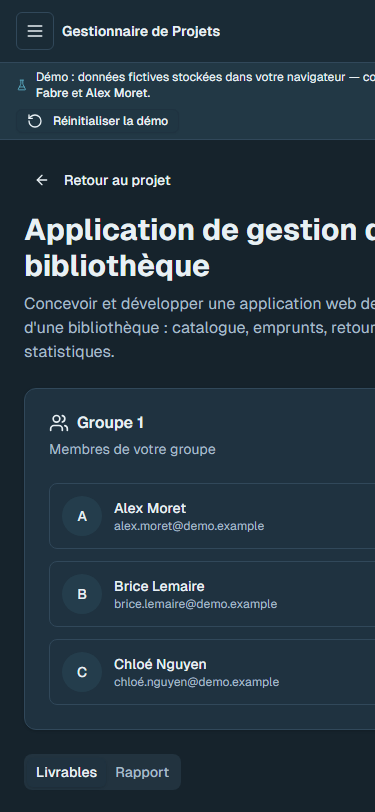 Gestionnaire de Projets
Démo : données fictives stockées dans votre navigateur — co
Fabre et Alex Moret.
Réinitialiser la démo
Retour au projet
Application de gestion d
bibliothèque
Concevoir et développer une application web de
d'une bibliothèque : catalogue, emprunts, retour
statistiques.
Groupe 1
Membres de votre groupe
A
Alex Moret
alex.moret@demo.example
B
Brice Lemaire
brice.lemaire@demo.example
C
Chloé Nguyen
chloé.nguyen@demo.example
Livrables Rapport